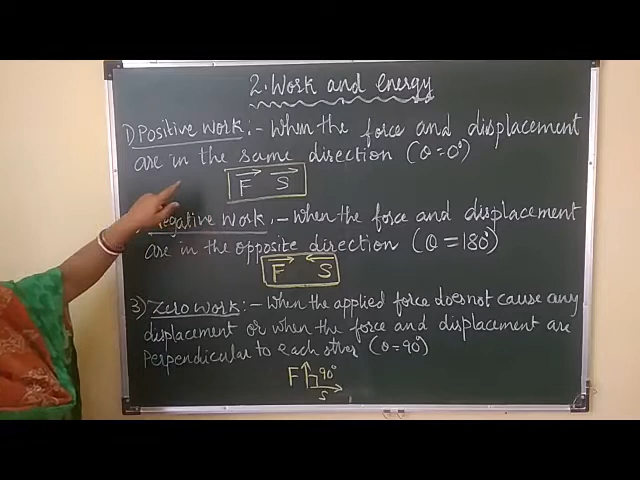 2. Work and energy
1) Positive work :- When the force and displacement
are in the same direction (θ = 0°)
F S
Negative work :- When the force and displacement
are in the opposite direction (θ = 180°)
F S
3) Zero work :- When the applied force does not cause any
displacement or when the force and displacement are
perpendicular to each other (θ = 90°)
F 90°
S